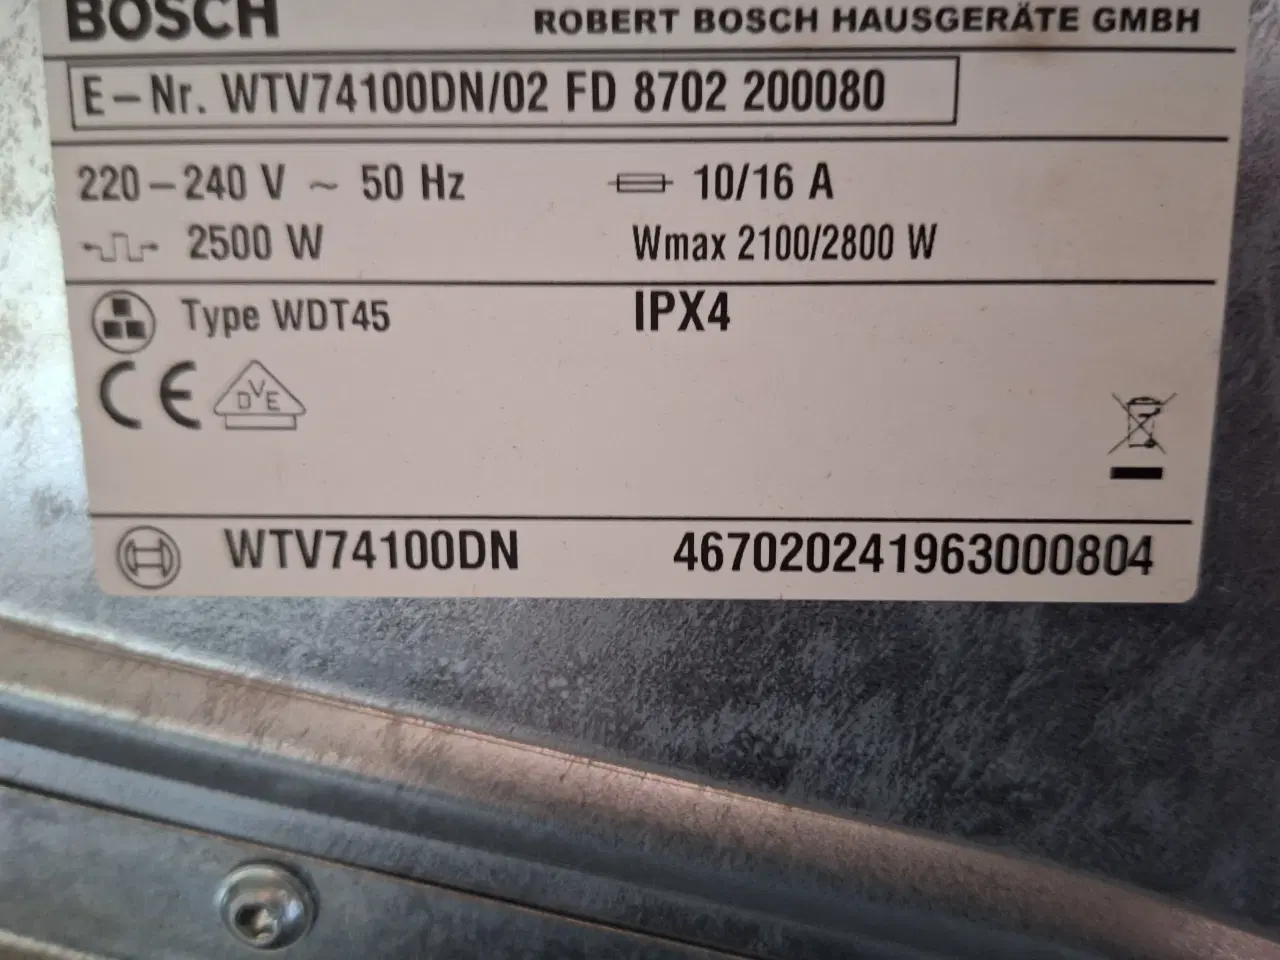 BOSCH ROBERT BOSCH HAUSGERÄTE GMBH
E-Nr. WTV74100DN/02 FD 8702 200080
220-240 V ~ 50 Hz 10/16 A
2500 W Wmax 2100/2800 W
Type WDT45 IPX4
CE DVE
WTV74100DN 467020241963000804